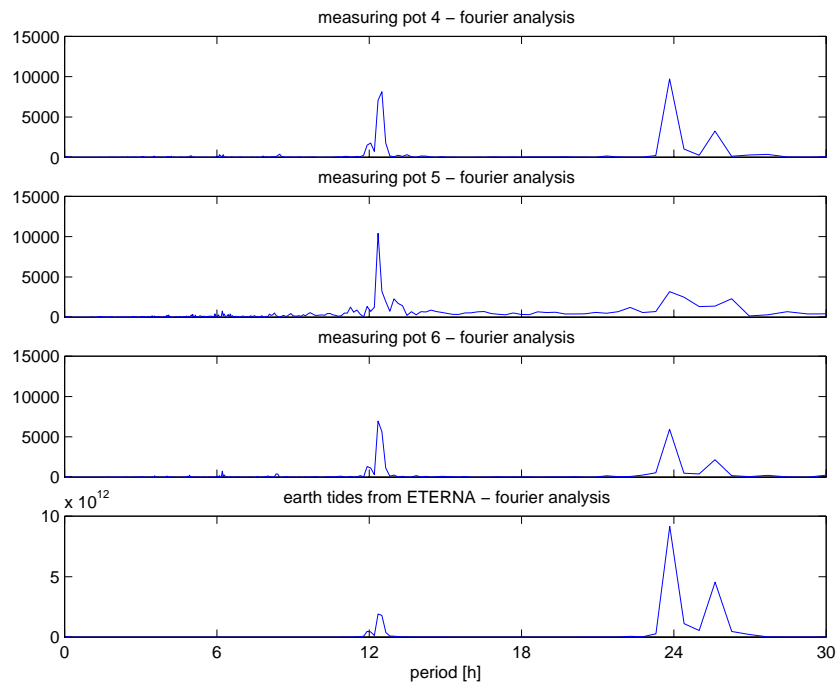 measuring pot 4 − fourier analysis
15000
10000
5000
0
measuring pot 5 − fourier analysis
15000
10000
5000
0
measuring pot 6 − fourier analysis
15000
10000
5000
0
x 10^12
earth tides from ETERNA − fourier analysis
10
5
0
0 6 12 18 24 30
period [h]